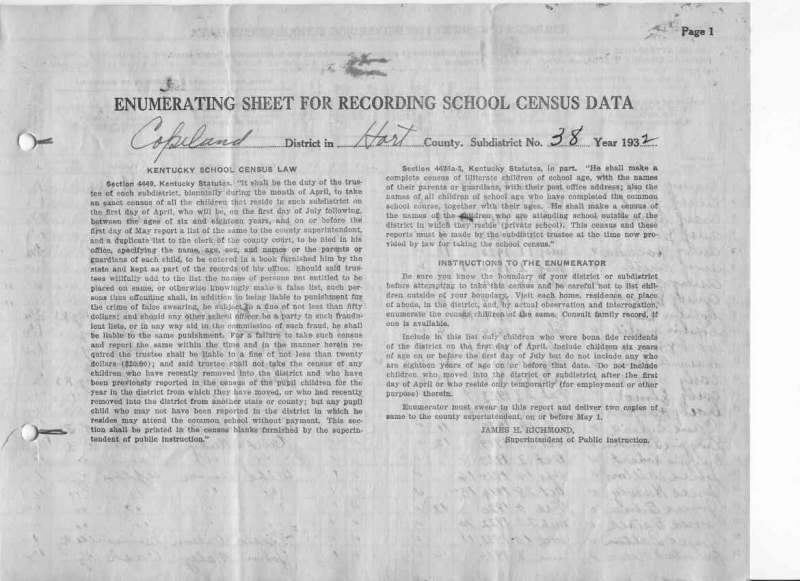 Page 1
ENUMERATING SHEET FOR RECORDING SCHOOL CENSUS DATA
Copeland District in Hart County. Subdistrict No. 38 Year 1932
KENTUCKY SCHOOL CENSUS LAW
Section 4449, Kentucky Statutes. "It shall be the duty of the trus-
tee of each subdistrict, biennially during the month of April, to take
an exact census of all the children that reside in such subdistrict on
the first day of April, who will be, on the first day of July following,
between the ages of six and eighteen years, and on or before the
first day of May report a list of the same to the county superintendent,
and a duplicate list to the clerk of the county court, to be filed in his
office, specifying the name, age, sex, and names or the parents or
guardians of each child, to be entered in a book furnished him by the
state and kept as part of the records of his office. Should said trus-
tees willfully add to the list the names of persons not entitled to be
placed on same, or otherwise knowingly make a false list, such per-
sons thus offending shall, in addition to being liable to punishment for
the crime of false swearing, be subject to a fine of not less than fifty
dollars; and should any other school officer be a party to such fraudu-
lent lists, or in any way aid in the commission of such fraud, he shall
be liable to the same punishment. For a failure to take such census
and report the same within the time and in the manner herein re-
quired the trustee shall be liable to a fine of not less than twenty
dollars ($20.00); and said trustee shall not take the census of any
children who have recently removed into the district and who have
been previously reported in the census of the pupil children for the
year in the district from which they have moved, or who had recently
removed into the district from another state or county; but any pupil
child who may not have been reported in the district in which he
resides may attend the common school without payment. This sec-
tion shall be printed in the census blanks furnished by the superin-
tendent of public instruction."
Section 4434a-3, Kentucky Statutes, in part. "He shall make a
complete census of illiterate children of school age, with the names
of their parents or guardians, with their post office address; also the
names of all children of school age who have completed the common
school course, together with their ages. He shall make a census of
the names of the children who are attending school outside of the
district in which they reside (private school). This census and these
reports must be made by the subdistrict trustee at the time now pro-
vided by law for taking the school census."
INSTRUCTIONS TO THE ENUMERATOR
Be sure you know the boundary of your district or subdistrict
before attempting to take this census and be careful not to list chil-
dren outside of your boundary. Visit each home, residence or place
of abode, in the district, and, by actual observation and interrogation,
enumerate the census children of the same. Consult family record, if
one is available.
Include in this list only children who were bona fide residents
of the district on the first day of April. Include children six years
of age on or before the first day of July but do not include any who
are eighteen years of age on or before that date. Do not include
children who moved into the district or subdistrict after the first
day of April or who reside only temporarily (for employment or other
purpose) therein.
Enumerator must swear to this report and deliver two copies of
same to the county superintendent, on or before May 1.
JAMES H. RICHMOND,
Superintendent of Public Instruction.